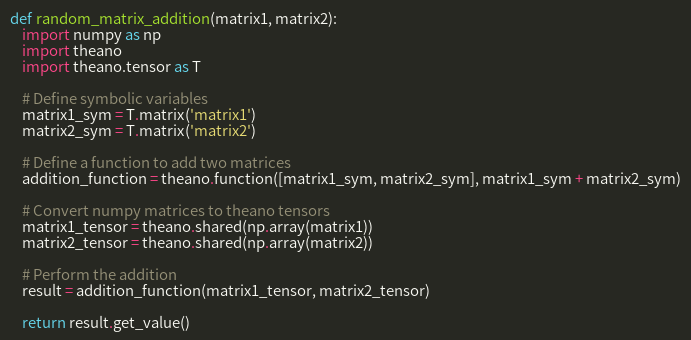 def random_matrix_addition(matrix1, matrix2):
    import numpy as np
    import theano
    import theano.tensor as T
    # Define symbolic variables
    matrix1_sym = T.matrix('matrix1')
    matrix2_sym = T.matrix('matrix2')
    # Define a function to add two matrices
    addition_function = theano.function([matrix1_sym, matrix2_sym], matrix1_sym + matrix2_sym)
    # Convert numpy matrices to theano tensors
    matrix1_tensor = theano.shared(np.array(matrix1))
    matrix2_tensor = theano.shared(np.array(matrix2))
    # Perform the addition
    result = addition_function(matrix1_tensor, matrix2_tensor)
    return result.get_value()